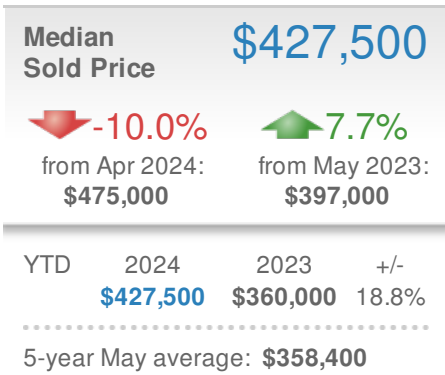 Median
Sold Price
$427,500
-10.0%
from Apr 2024:
$475,000
7.7%
from May 2023:
$397,000
YTD 2024 2023 +/-
$427,500 $360,000 18.8%
5-year May average: $358,400